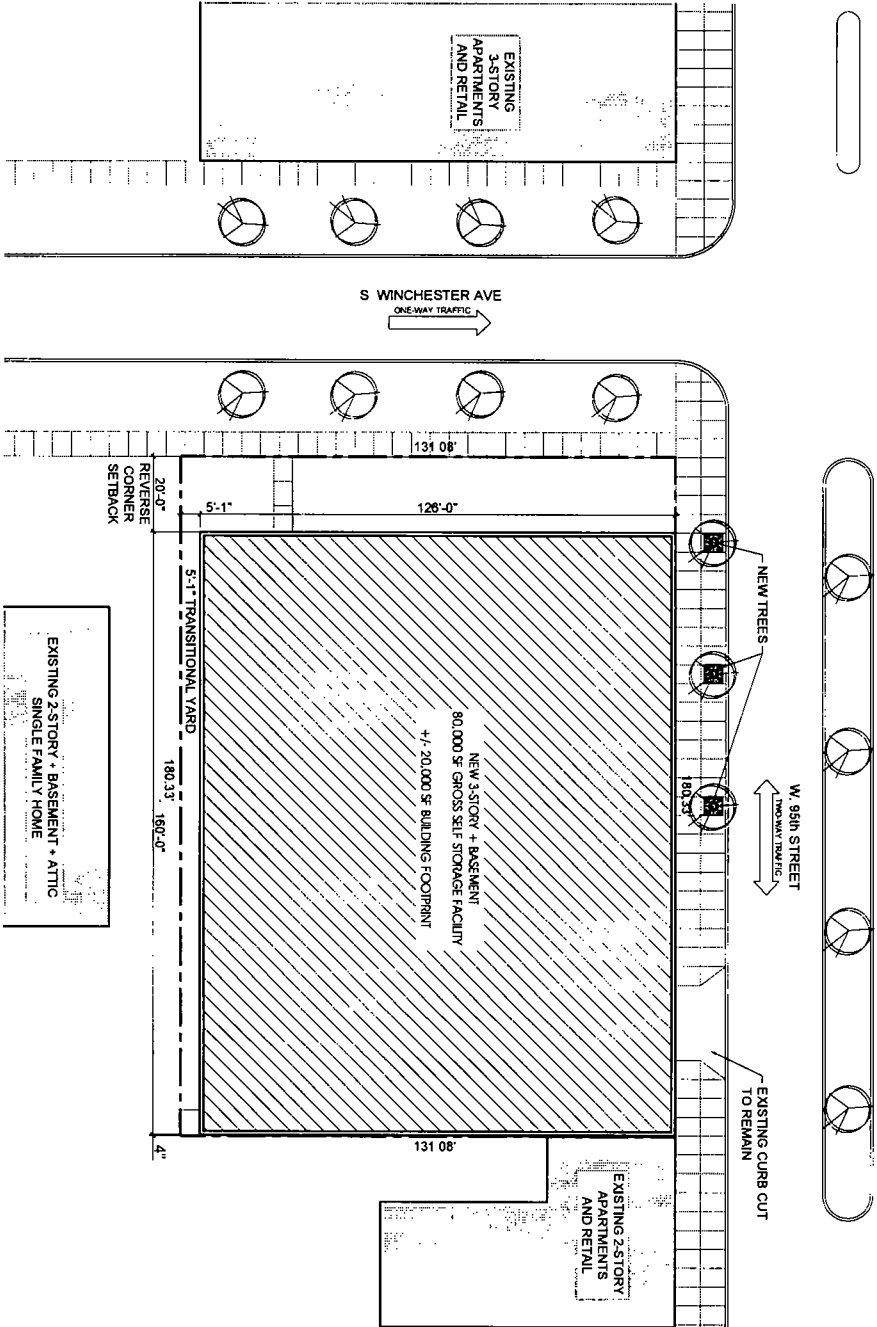 EXISTING
3-STORY
APARTMENTS
AND RETAIL
S WINCHESTER AVE
ONE-WAY TRAFFIC
W. 95th STREET
TWO-WAY TRAFFIC
NEW TREES
EXISTING CURB CUT
TO REMAIN
131 08'
126'-0"
5'-1"
20'-0"
REVERSE
CORNER
SETBACK
180.33'
NEW 3-STORY + BASEMENT
80,000 SF GROSS SELF STORAGE FACILITY
+/- 20,000 SF BUILDING FOOTPRINT
5'-1" TRANSITIONAL YARD
180.33'
160'-0"
4"
131 08'
EXISTING 2-STORY
APARTMENTS
AND RETAIL
EXISTING 2-STORY + BASEMENT + ATTIC
SINGLE FAMILY HOME